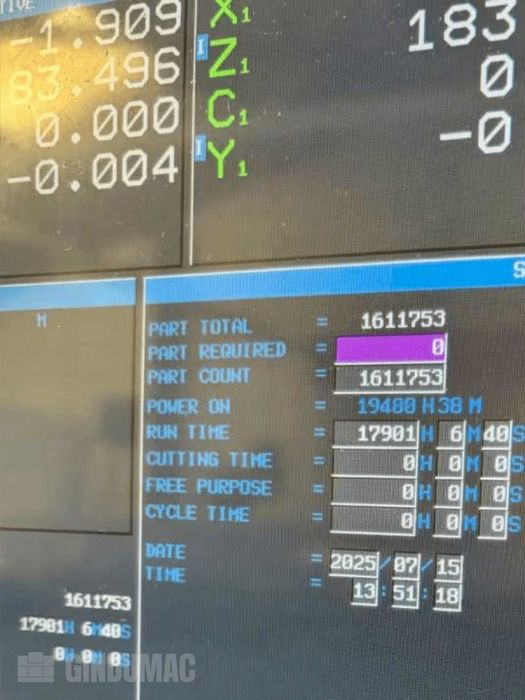 TIVE
-1.909
83.496
0.000
-0.004
X1 183
I Z1 0
C1 -0
I Y1
S
M
PART TOTAL = 1611753
PART REQUIRED = 0
PART COUNT = 1611753
POWER ON = 19480 H 38 M
RUN TIME = 17901 H 6 M 40 S
CUTTING TIME = 0 H 0 M 0 S
FREE PURPOSE = 0 H 0 M 0 S
CYCLE TIME = 0 H 0 M 0 S
DATE = 2025/07/15
TIME = 13:51:18
1611753
17901H 6M40S
0H 0M 0S
GINDUMAC